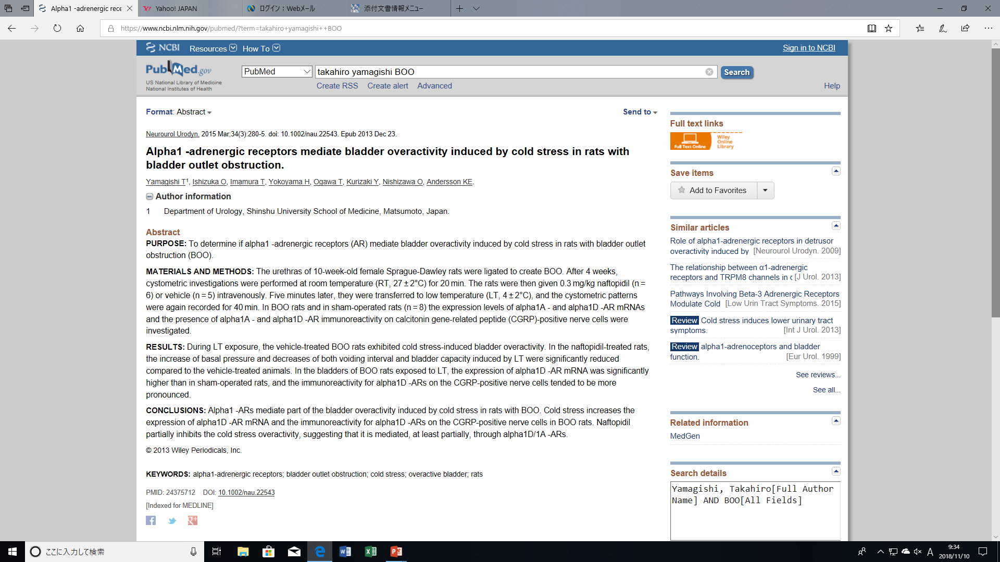 Alpha1 -adrenergic rece
Yahoo! JAPAN
ログイン：Webメール
添付文書情報メニュー
https://www.ncbi.nlm.nih.gov/pubmed/?term=takahiro+yamagishi++BOO
NCBI Resources How To Sign in to NCBI
PubMed.gov
US National Library of Medicine
National Institutes of Health
PubMed takahiro yamagishi BOO Search
Create RSS Create alert Advanced Help
Format: Abstract Send to
Neurourol Urodyn. 2015 Mar;34(3):280-5. doi: 10.1002/nau.22543. Epub 2013 Dec 23.
Alpha1 -adrenergic receptors mediate bladder overactivity induced by cold stress in rats with
bladder outlet obstruction.
Yamagishi T1, Ishizuka O, Imamura T, Yokoyama H, Ogawa T, Kurizaki Y, Nishizawa O, Andersson KE.
Author information
1 Department of Urology, Shinshu University School of Medicine, Matsumoto, Japan.
Abstract
PURPOSE: To determine if alpha1 -adrenergic receptors (AR) mediate bladder overactivity induced by cold stress in rats with bladder outlet
obstruction (BOO).
MATERIALS AND METHODS: The urethras of 10-week-old female Sprague-Dawley rats were ligated to create BOO. After 4 weeks,
cystometric investigations were performed at room temperature (RT, 27 ± 2°C) for 20 min. The rats were then given 0.3 mg/kg naftopidil (n =
6) or vehicle (n = 5) intravenously. Five minutes later, they were transferred to low temperature (LT, 4 ± 2°C), and the cystometric patterns
were again recorded for 40 min. In BOO rats and in sham-operated rats (n = 8) the expression levels of alpha1A - and alpha1D -AR mRNAs
and the presence of alpha1A - and alpha1D -AR immunoreactivity on calcitonin gene-related peptide (CGRP)-positive nerve cells were
investigated.
RESULTS: During LT exposure, the vehicle-treated BOO rats exhibited cold stress-induced bladder overactivity. In the naftopidil-treated rats,
the increase of basal pressure and decreases of both voiding interval and bladder capacity induced by LT were significantly reduced
compared to the vehicle-treated animals. In the bladders of BOO rats exposed to LT, the expression of alpha1D -AR mRNA was significantly
higher than in sham-operated rats, and the immunoreactivity for alpha1D -ARs on the CGRP-positive nerve cells tended to be more
pronounced.
CONCLUSIONS: Alpha1 -ARs mediate part of the bladder overactivity induced by cold stress in rats with BOO. Cold stress increases the
expression of alpha1D -AR mRNA and the immunoreactivity for alpha1D -ARs on the CGRP-positive nerve cells in BOO rats. Naftopidil
partially inhibits the cold stress overactivity, suggesting that it is mediated, at least partially, through alpha1D/1A -ARs.
© 2013 Wiley Periodicals, Inc.
KEYWORDS: alpha1-adrenergic receptors; bladder outlet obstruction; cold stress; overactive bladder; rats
PMID: 24375712 DOI: 10.1002/nau.22543
[Indexed for MEDLINE]
Full text links
Full Text Online
Wiley
Online
Library
Save items
Add to Favorites
Similar articles
Role of alpha1-adrenergic receptors in detrusor
overactivity induced by [Neurourol Urodyn. 2009]
The relationship between α1-adrenergic
receptors and TRPM8 channels in c [J Urol. 2013]
Pathways Involving Beta-3 Adrenergic Receptors
Modulate Cold [Low Urin Tract Symptoms. 2015]
Review Cold stress induces lower urinary tract
symptoms. [Int J Urol. 2013]
Review alpha1-adrenoceptors and bladder
function. [Eur Urol. 1999]
See reviews...
See all...
Related information
MedGen
Search details
Yamagishi, Takahiro[Full Author
Name] AND BOO[All Fields]
ここに入力して検索
A
9:34
2018/11/10